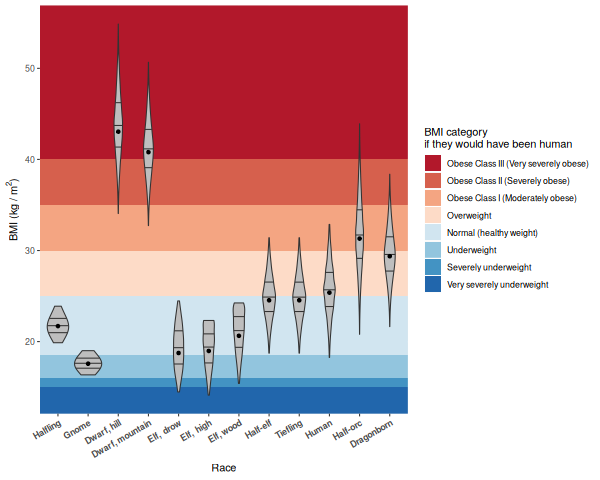 50
40
30
20
BMI (kg / m²)
Halfling
Gnome
Dwarf, hill
Dwarf, mountain
Elf, drow
Elf, high
Elf, wood
Half-elf
Tiefling
Human
Half-orc
Dragonborn
Race
BMI category
if they would have been human
Obese Class III (Very severely obese)
Obese Class II (Severely obese)
Obese Class I (Moderately obese)
Overweight
Normal (healthy weight)
Underweight
Severely underweight
Very severely underweight